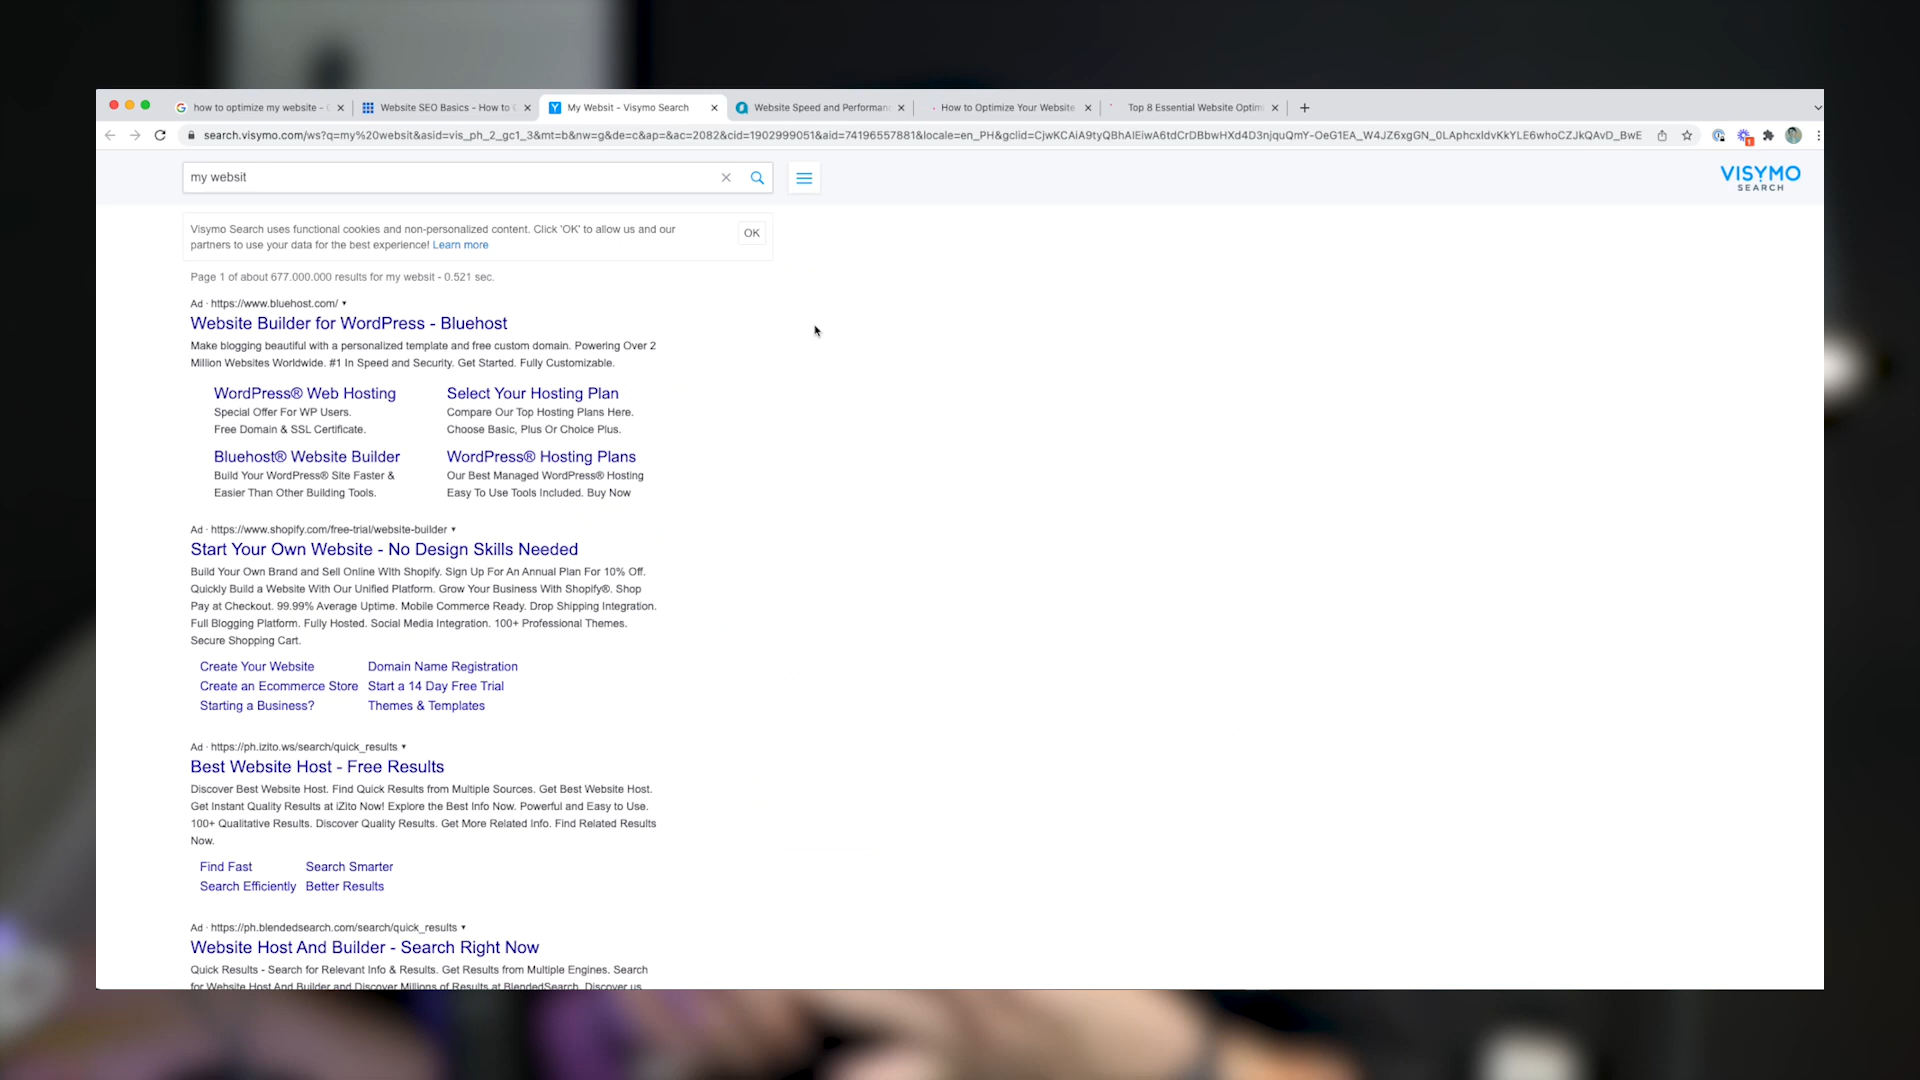 how to optimize my website -
Website SEO Basics - How to
My Websit - Visymo Search
Website Speed and Performan
How to Optimize Your Website
Top 8 Essential Website Optim
search.visymo.com/ws?q=my%20websit&asid=vis_ph_2_gc1_3&mt=b&nw=g&de=c&ap=&ac=2082&cid=1902999051&aid=74196557881&locale=en_PH&gclid=CjwKCAiA9tyQBhAIEiwA6tdCrDBbwHXd4D3njquQmY-OeG1EA_W4JZ6xgGN_0LAphcxIdvKkYLE6whoCZJkQAvD_BwE
my websit
VISYMO
SEARCH
Visymo Search uses functional cookies and non-personalized content. Click 'OK' to allow us and our
partners to use your data for the best experience! Learn more
OK
Page 1 of about 677.000.000 results for my websit - 0.521 sec.
Ad · https://www.bluehost.com/
Website Builder for WordPress - Bluehost
Make blogging beautiful with a personalized template and free custom domain. Powering Over 2
Million Websites Worldwide. #1 In Speed and Security. Get Started. Fully Customizable.
WordPress® Web Hosting
Special Offer For WP Users.
Free Domain & SSL Certificate.
Select Your Hosting Plan
Compare Our Top Hosting Plans Here.
Choose Basic, Plus Or Choice Plus.
Bluehost® Website Builder
Build Your WordPress® Site Faster &
Easier Than Other Building Tools.
WordPress® Hosting Plans
Our Best Managed WordPress® Hosting
Easy To Use Tools Included. Buy Now
Ad · https://www.shopify.com/free-trial/website-builder
Start Your Own Website - No Design Skills Needed
Build Your Own Brand and Sell Online With Shopify. Sign Up For An Annual Plan For 10% Off.
Quickly Build a Website With Our Unified Platform. Grow Your Business With Shopify®. Shop
Pay at Checkout. 99.99% Average Uptime. Mobile Commerce Ready. Drop Shipping Integration.
Full Blogging Platform. Fully Hosted. Social Media Integration. 100+ Professional Themes.
Secure Shopping Cart.
Create Your Website
Domain Name Registration
Create an Ecommerce Store
Start a 14 Day Free Trial
Starting a Business?
Themes & Templates
Ad · https://ph.izito.ws/search/quick_results
Best Website Host - Free Results
Discover Best Website Host. Find Quick Results from Multiple Sources. Get Best Website Host.
Get Instant Quality Results at iZito Now! Explore the Best Info Now. Powerful and Easy to Use.
100+ Qualitative Results. Discover Quality Results. Get More Related Info. Find Related Results
Now.
Find Fast
Search Smarter
Search Efficiently
Better Results
Ad · https://ph.blendedsearch.com/search/quick_results
Website Host And Builder - Search Right Now
Quick Results - Search for Relevant Info & Results. Get Results from Multiple Engines. Search
for Website Host And Builder and Discover Millions of Results at BlendedSearch. Discover us